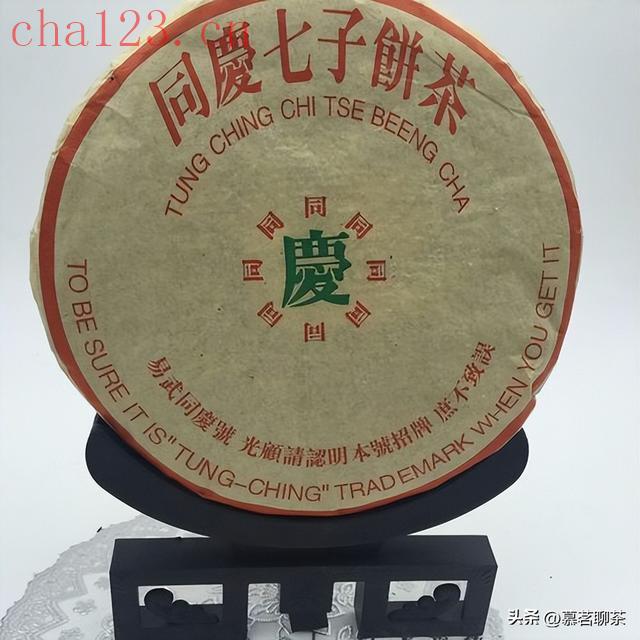 cha123.cn
同慶七子餅茶
TUNG CHING CHI TSE BEENG CHA
同 同 同 同 同 同 同 同
慶
易武同慶號 光顧請認明本號招牌 庶不致誤
TO BE SURE IT IS "TUNG-CHING" TRADEMARK WHEN YOU GET IT
头条 @慕茗聊茶